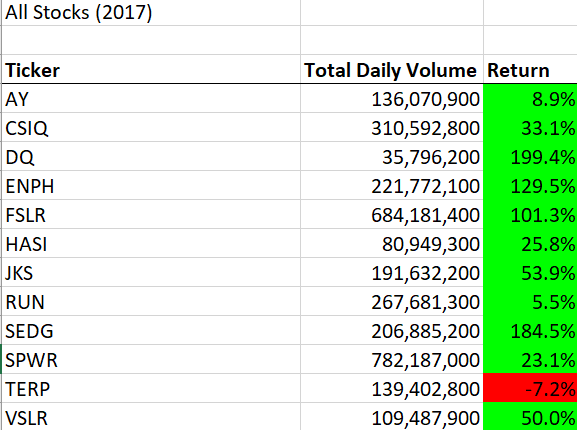 All Stocks (2017)
Ticker Total Daily Volume Return
AY 136,070,900 8.9%
CSIQ 310,592,800 33.1%
DQ 35,796,200 199.4%
ENPH 221,772,100 129.5%
FSLR 684,181,400 101.3%
HASI 80,949,300 25.8%
JKS 191,632,200 53.9%
RUN 267,681,300 5.5%
SEDG 206,885,200 184.5%
SPWR 782,187,000 23.1%
TERP 139,402,800 -7.2%
VSLR 109,487,900 50.0%